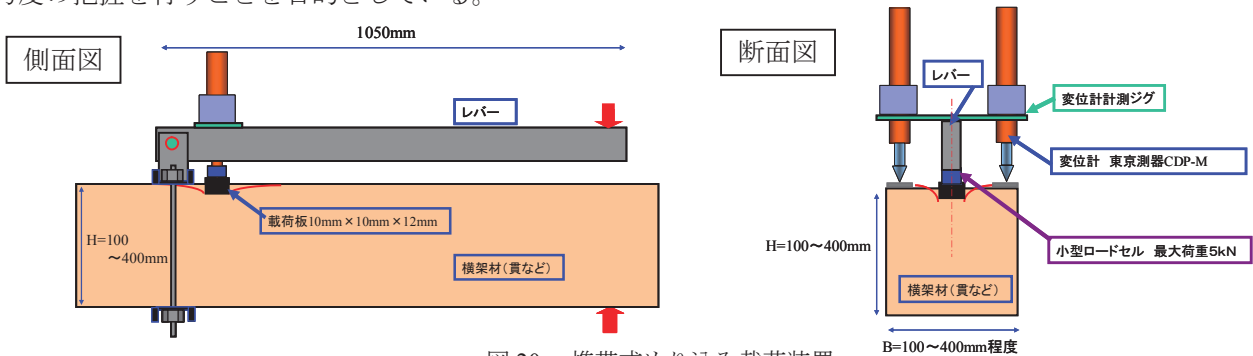 側面図
1050mm
レバー
載荷板10mm×10mm×12mm
H=100
～400mm
横架材(貫など)
断面図
レバー
変位計計測ジグ
変位計 東京測器CDP-M
小型ロードセル 最大荷重5kN
H=100～400mm
横架材(貫など)
B=100～400mm程度